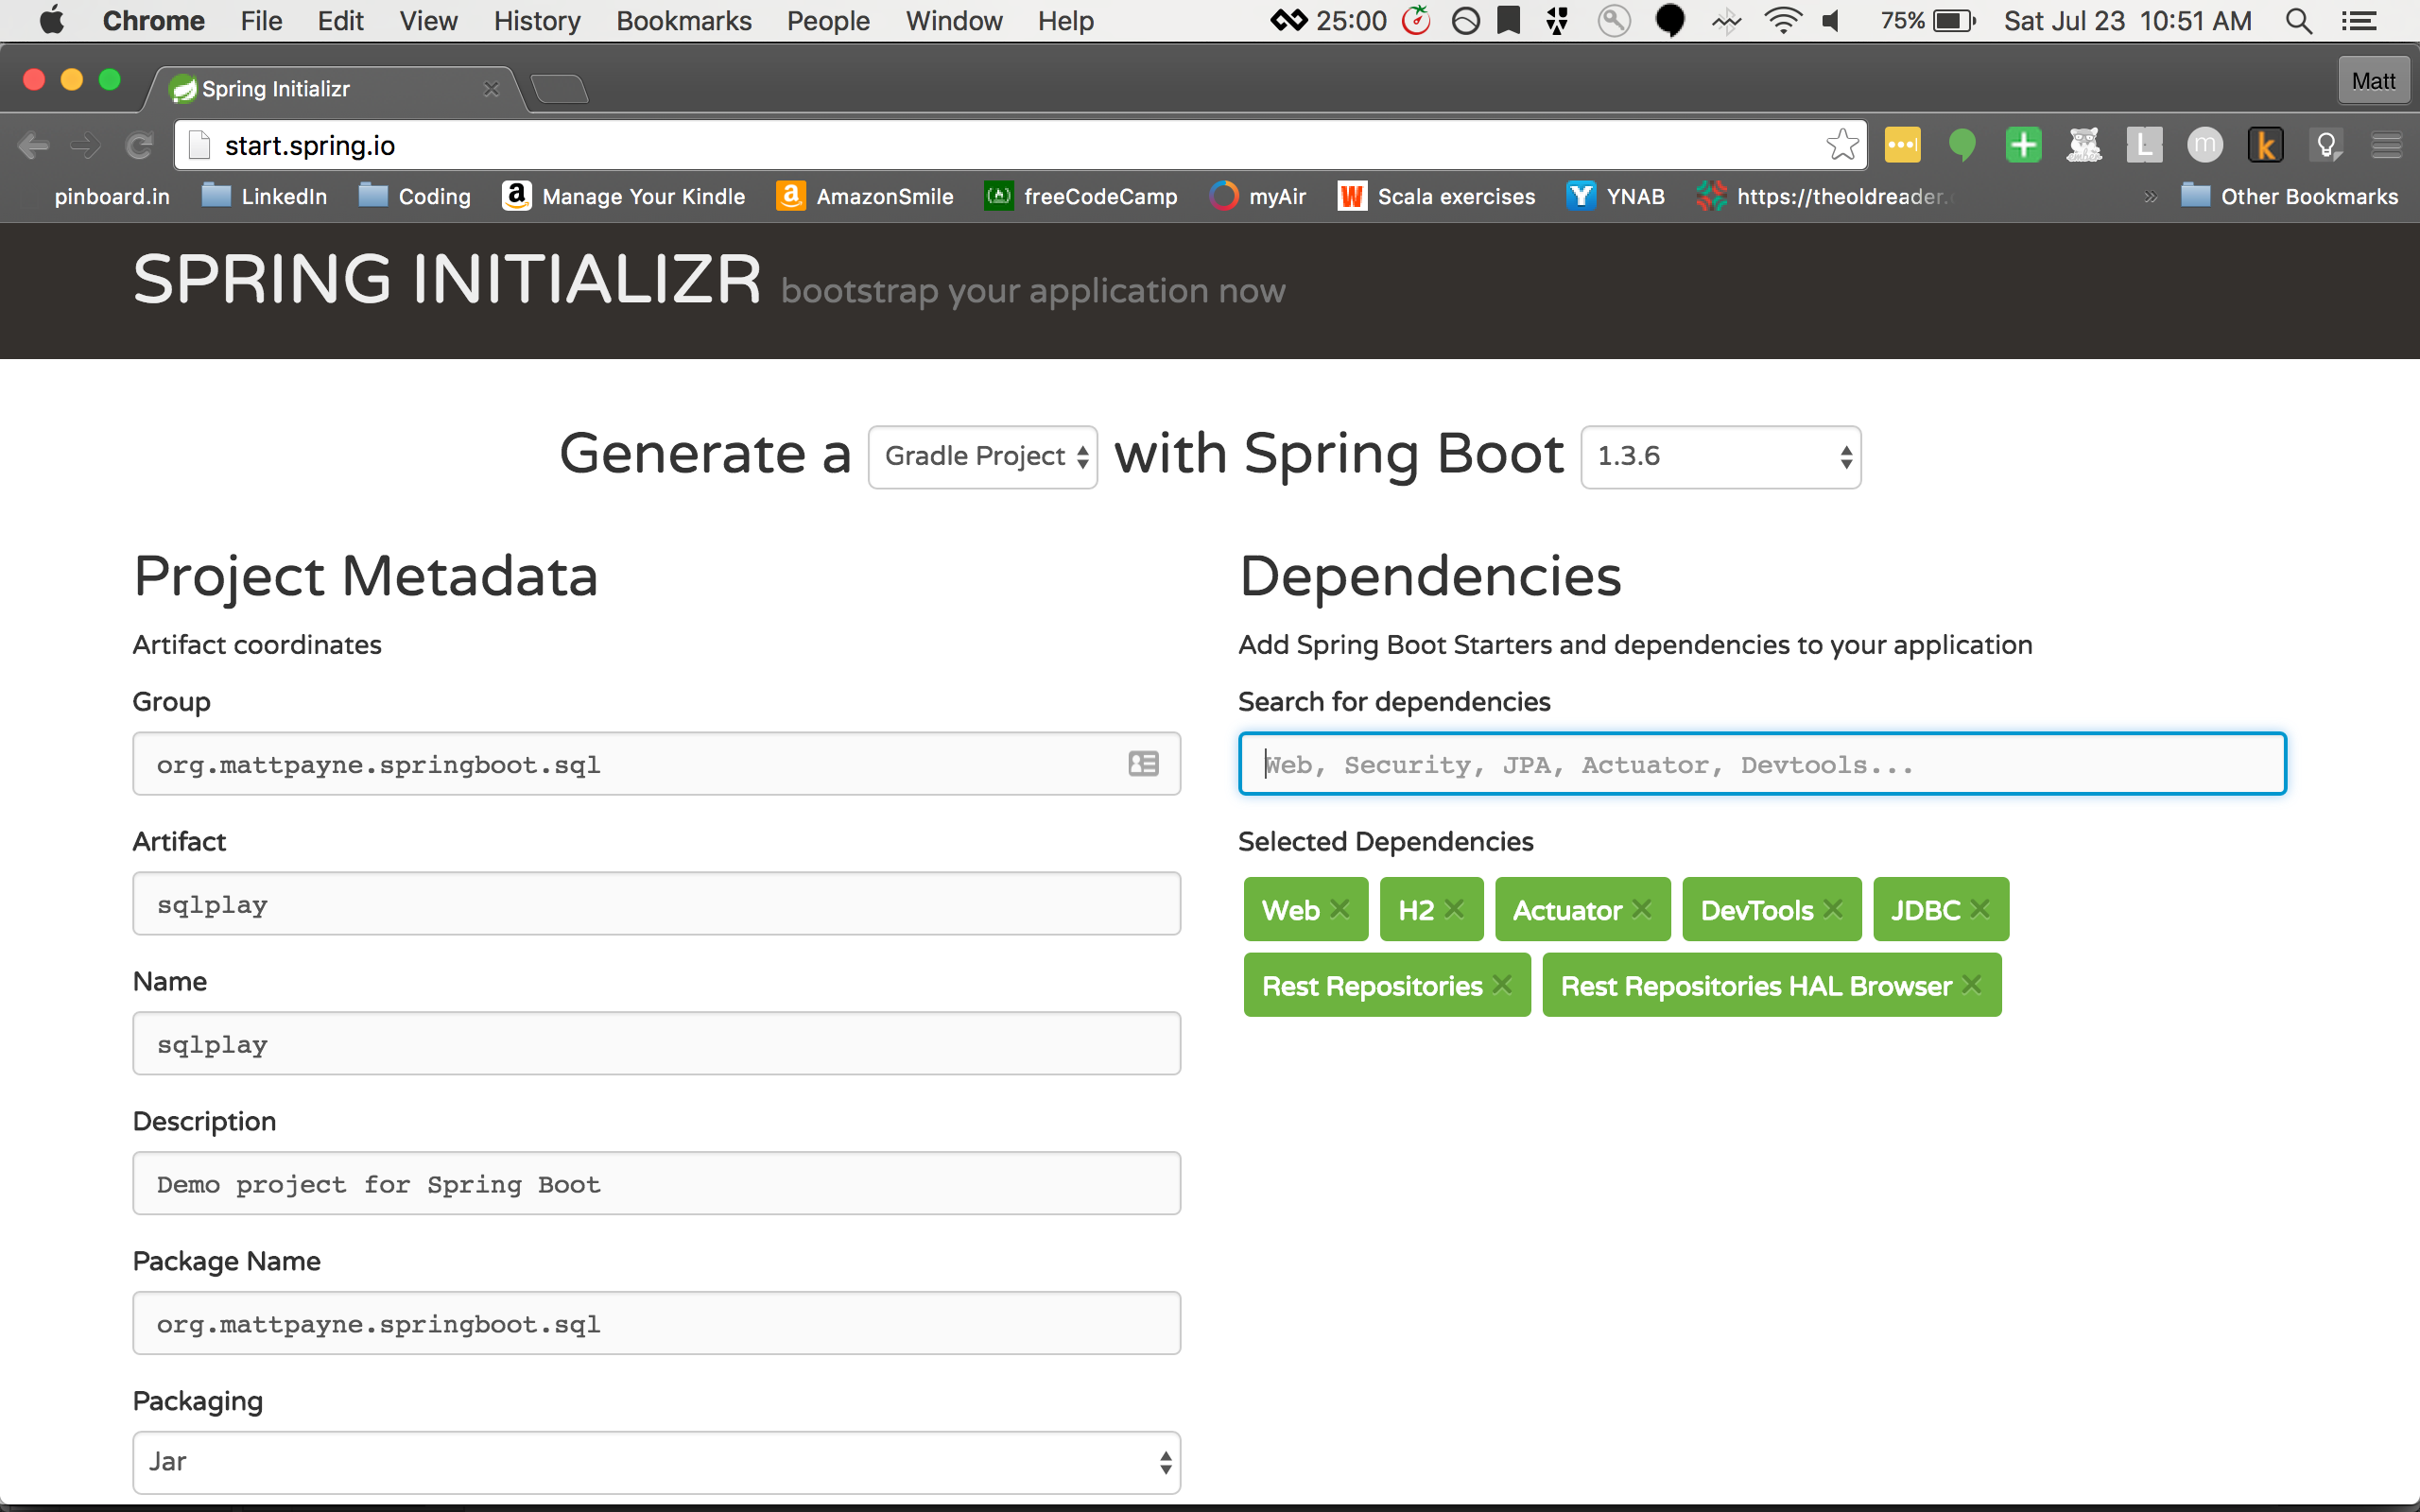 Chrome File Edit View History Bookmarks People Window Help 25:00 75% Sat Jul 23 10:51 AM
Spring Initializr Matt
start.spring.io
pinboard.in LinkedIn Coding Manage Your Kindle AmazonSmile freeCodeCamp myAir Scala exercises YNAB https://theoldreader. » Other Bookmarks
SPRING INITIALIZR bootstrap your application now
Generate a Gradle Project with Spring Boot 1.3.6
Project Metadata
Artifact coordinates
Group
org.mattpayne.springboot.sql
Artifact
sqlplay
Name
sqlplay
Description
Demo project for Spring Boot
Package Name
org.mattpayne.springboot.sql
Packaging
Jar
Dependencies
Add Spring Boot Starters and dependencies to your application
Search for dependencies
Web, Security, JPA, Actuator, Devtools...
Selected Dependencies
Web H2 Actuator DevTools JDBC
Rest Repositories Rest Repositories HAL Browser